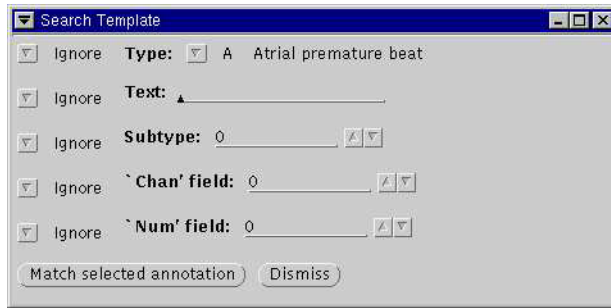 Search Template
Ignore Type: A Atrial premature beat
Ignore Text:
Ignore Subtype: 0
Ignore `Chan' field: 0
Ignore `Num' field: 0
Match selected annotation Dismiss